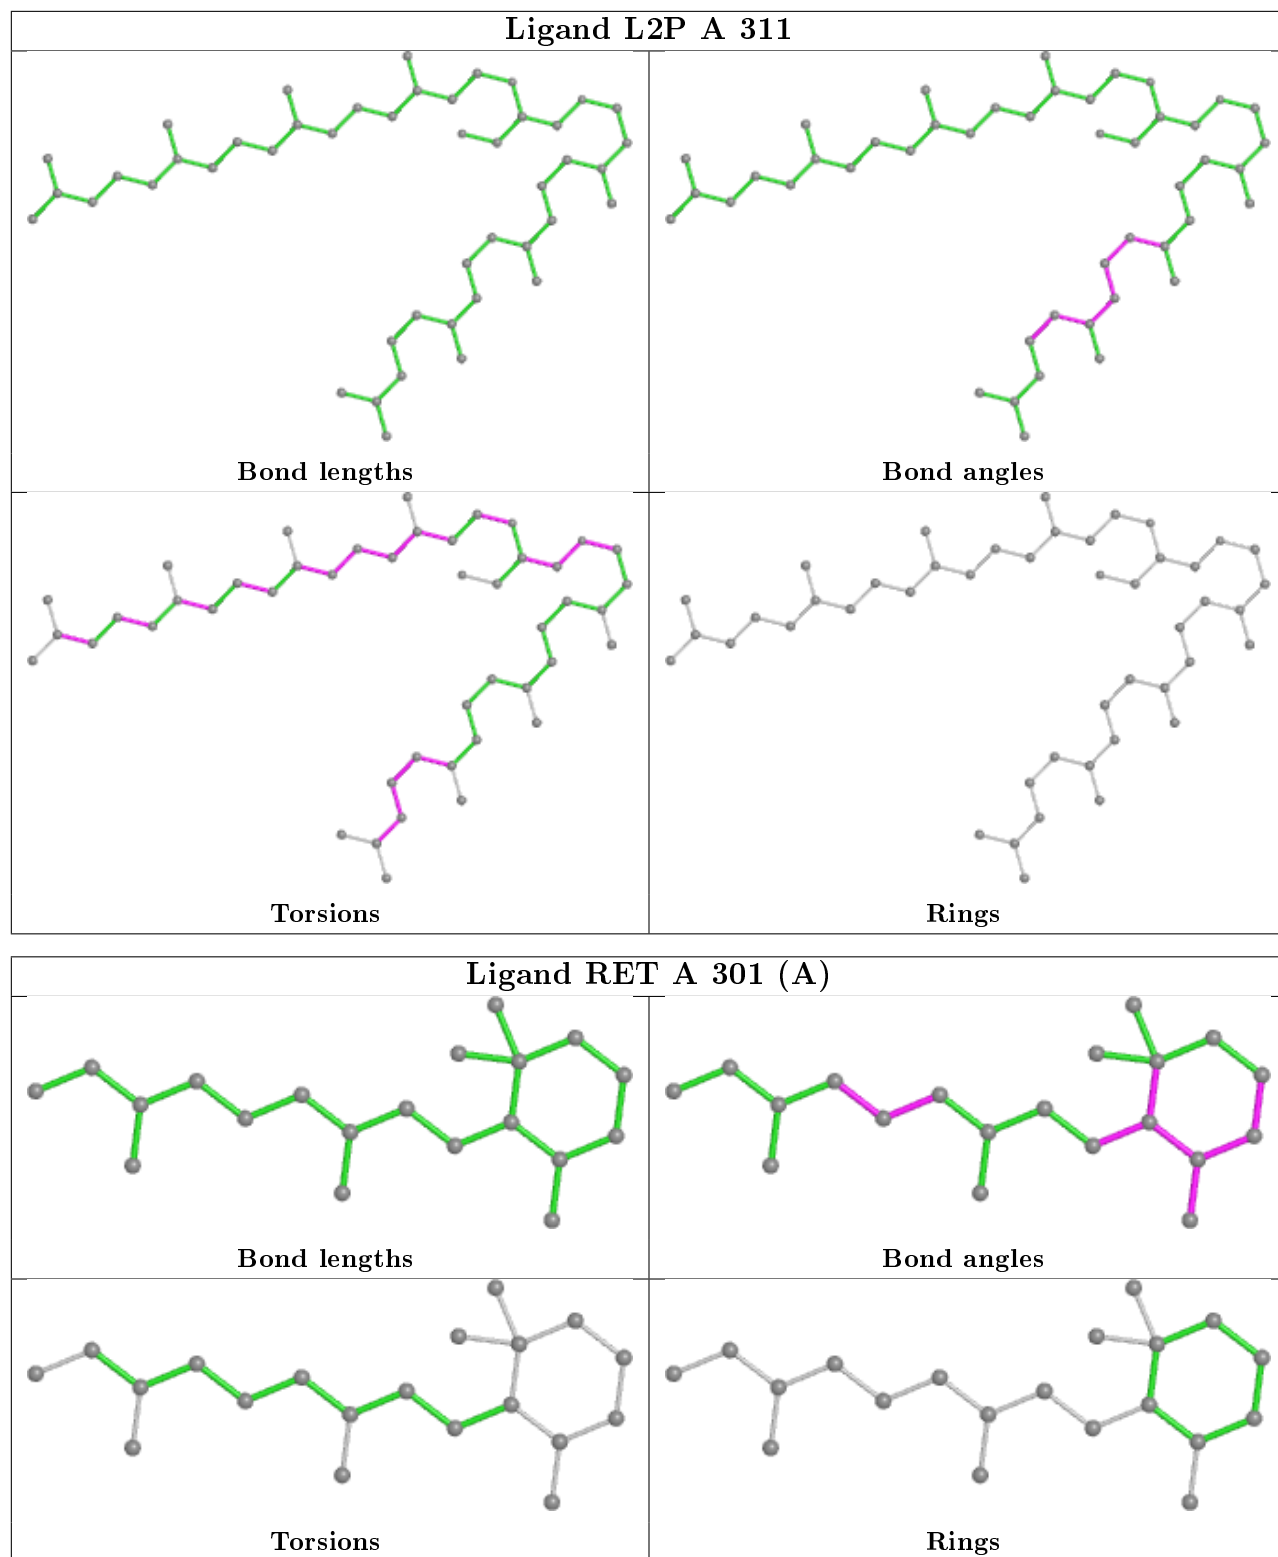 Ligand L2P A 311
Bond lengths
Bond angles
Torsions
Rings
Ligand RET A 301 (A)
Bond lengths
Bond angles
Torsions
Rings